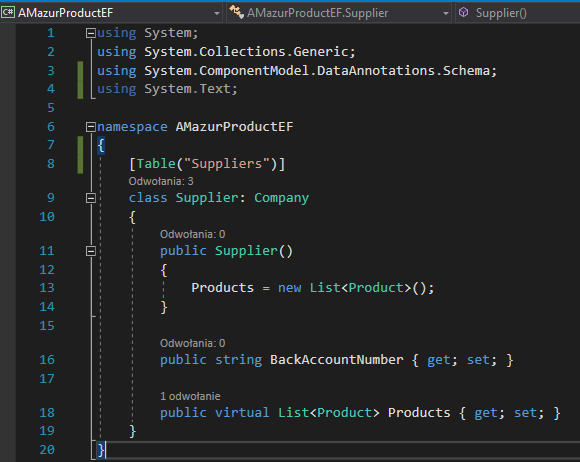 C# AMazurProductEF AMazurProductEF.Supplier Supplier()
1 using System;
2 using System.Collections.Generic;
3 using System.ComponentModel.DataAnnotations.Schema;
4 using System.Text;
5
6 namespace AMazurProductEF
7 {
8 [Table("Suppliers")]
Odwołania: 3
9 class Supplier: Company
10 {
Odwołania: 0
11 public Supplier()
12 {
13 Products = new List<Product>();
14 }
15
Odwołania: 0
16 public string BackAccountNumber { get; set; }
17
1 odwołanie
18 public virtual List<Product> Products { get; set; }
19 }
20 }